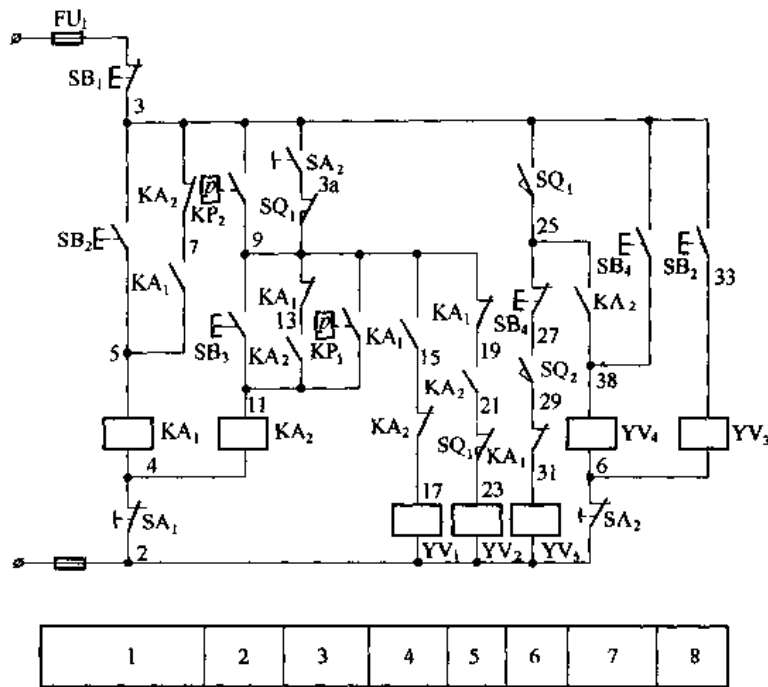 FU₁
SB₁
3
SA₂
3a
KA₂
P
KP₂
SQ₁
SQ₁
25
SB₂
7
9
SB₄
SB₂
33
KA₁
KA₁
13
P
KP₁
KA₁
KA₁
SB₄
27
KA₂
5
SB₃
KA₂
15
19
KA₂
SQ₂
38
11
21
29
KA₁
KA₂
KA₂
SQ₁
KA₁
YV₄
YV₃
4
31
6
SA₁
17
23
SA₂
2
YV₁
YV₂
YV₅
1 2 3 4 5 6 7 8